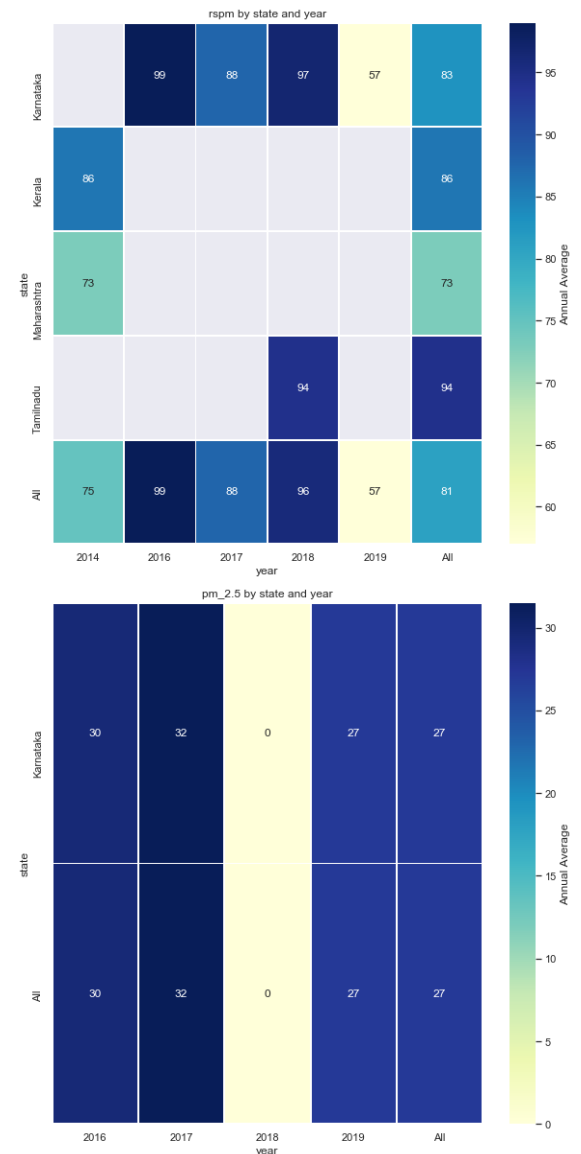 rspm by state and year
Karnataka 99 88 97 57 83
Kerala 86 86
Maharashtra 73 73
Tamilnadu 94 94
All 75 99 88 96 57 81
state
2014 2016 2017 2018 2019 All
year
95
90
85
80
75
70
65
60
Annual Average
pm_2.5 by state and year
Karnataka 30 32 0 27 27
All 30 32 0 27 27
state
2016 2017 2018 2019 All
year
30
25
20
15
10
5
0
Annual Average